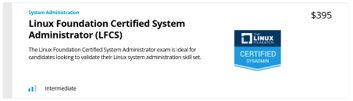 System Administration
$395
Linux Foundation Certified System
Administrator (LFCS)
The Linux Foundation Certified System Administrator exam is ideal for
candidates looking to validate their Linux system administration skill set.
THE
LINUX
FOUNDATION
CERTIFIED
SYSADMIN
Intermediate